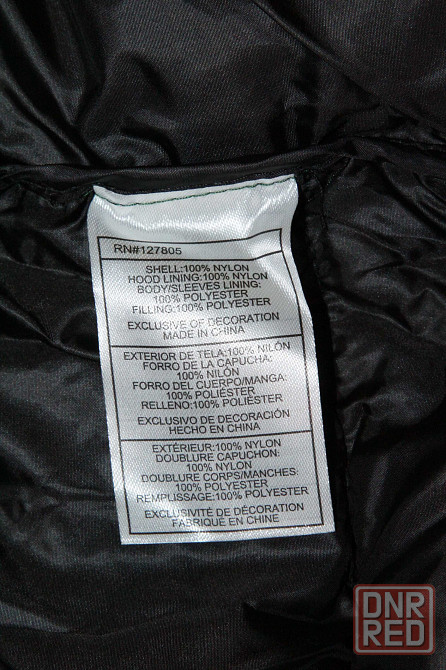 RN#127805
SHELL:100% NYLON
HOOD LINING:100% NYLON
BODY/SLEEVES LINING:
100% POLYESTER
FILLING:100% POLYESTER
EXCLUSIVE OF DECORATION
MADE IN CHINA
EXTERIOR DE TELA:100% NILÓN
FORRO DE LA CAPUCHA:
100% NILÓN
FORRO DEL CUERPO/MANGA:
100% POLIÉSTER
RELLENO:100% POLIÉSTER
EXCLUSIVO DE DECORACIÓN
HECHO EN CHINA
EXTÉRIEUR:100% NYLON
DOUBLURE CAPUCHON:
100% NYLON
DOUBLURE CORPS/MANCHES:
100% POLYESTER
REMPLISSAGE:100% POLYESTER
EXCLUSIVITÉ DE DÉCORATION
FABRIQUÉ EN CHINE
DNR
RED